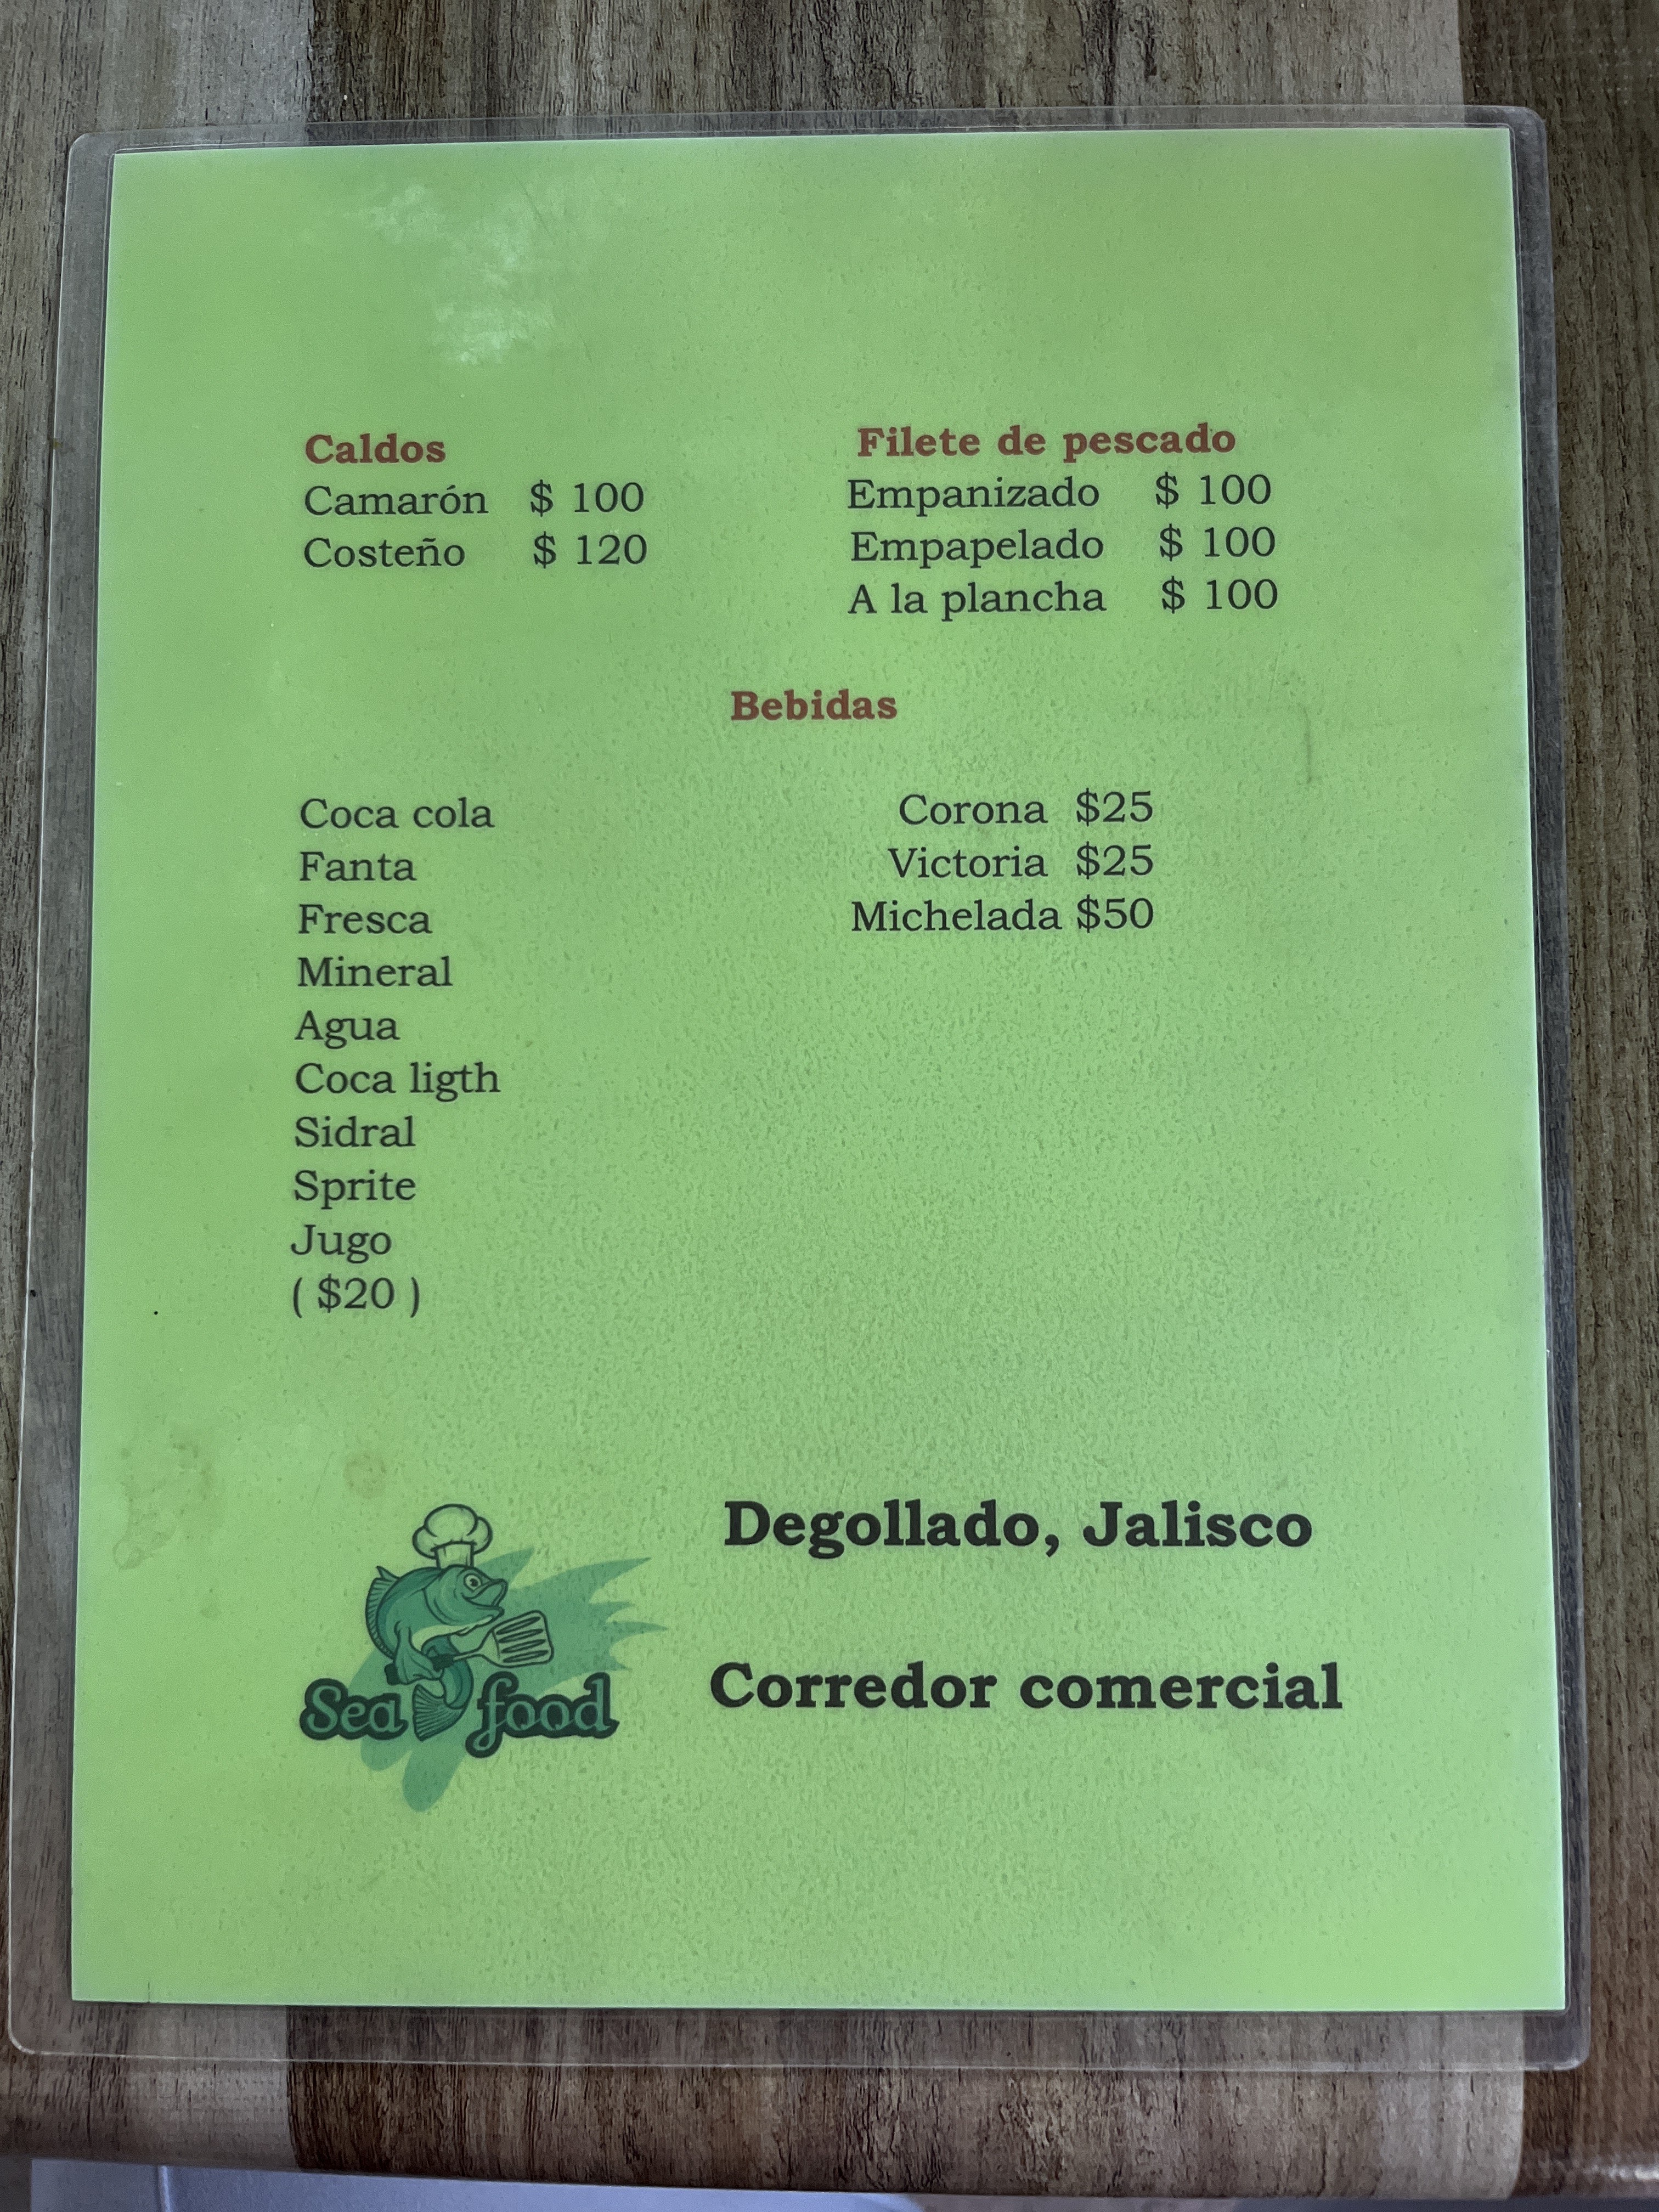 Caldos
Camarón $ 100
Costeño $ 120
Filete de pescado
Empanizado $ 100
Empapelado $ 100
A la plancha $ 100
Bebidas
Coca cola
Fanta
Fresca
Mineral
Agua
Coca ligth
Sidral
Sprite
Jugo
( $20 )
Corona $25
Victoria $25
Michelada $50
Sea food
Degollado, Jalisco
Corredor comercial